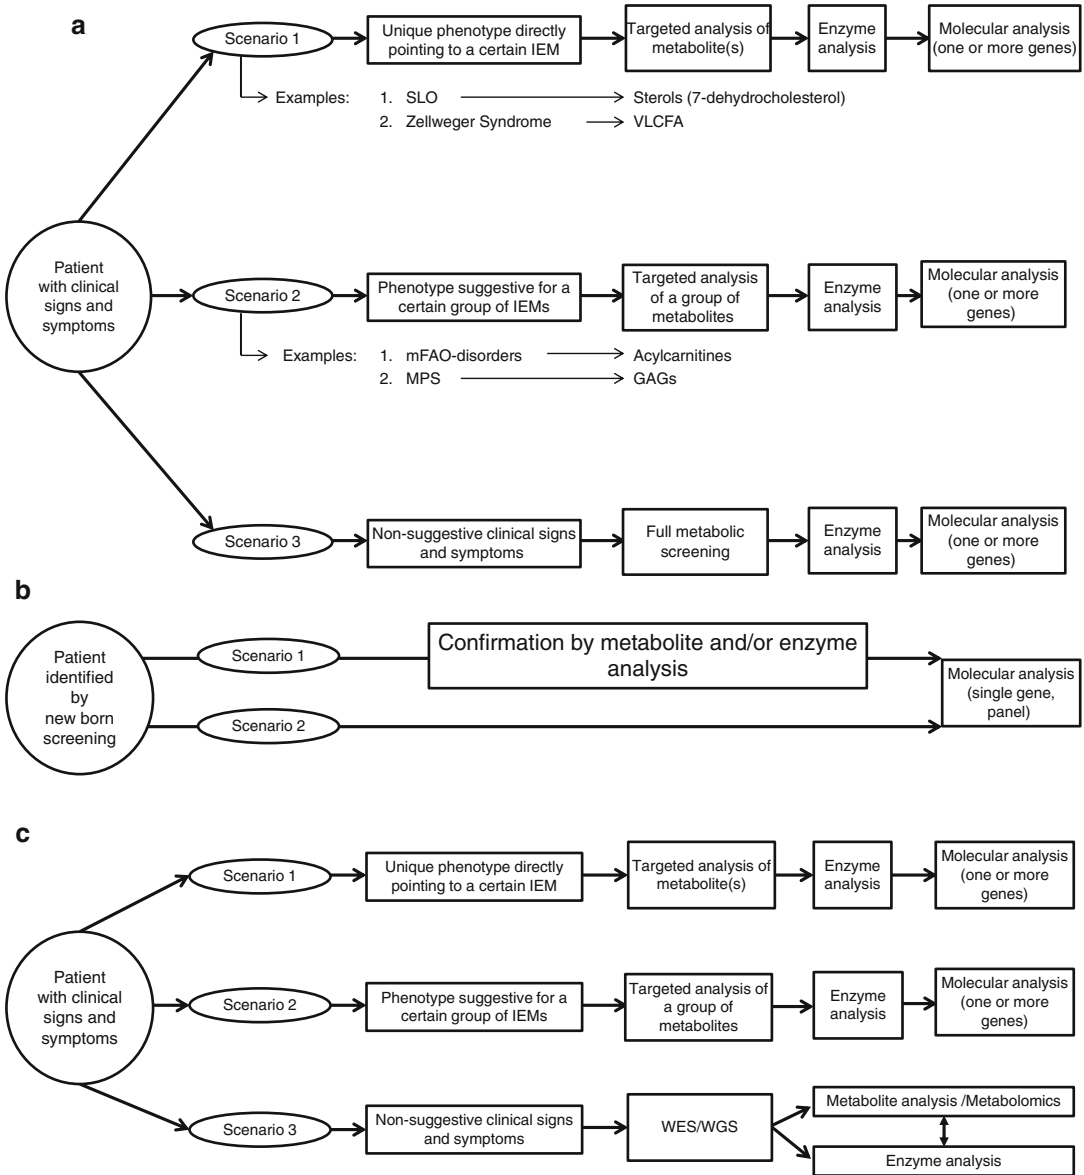 a
Scenario 1
Unique phenotype directly
pointing to a certain IEM
Targeted analysis of
metabolite(s)
Enzyme
analysis
Molecular analysis
(one or more genes)
Examples:
1. SLO
Sterols (7-dehydrocholesterol)
2. Zellweger Syndrome
VLCFA
Patient
with clinical
signs and
symptoms
Scenario 2
Phenotype suggestive for a
certain group of IEMs
Targeted analysis
of a group of
metabolites
Enzyme
analysis
Molecular analysis
(one or more
genes)
Examples:
1. mFAO-disorders
Acylcarnitines
2. MPS
GAGs
Scenario 3
Non-suggestive clinical signs
and symptoms
Full metabolic
screening
Enzyme
analysis
Molecular analysis
(one or more
genes)
b
Patient
identified
by
new born
screening
Scenario 1
Confirmation by metabolite and/or enzyme
analysis
Scenario 2
Molecular analysis
(single gene,
panel)
c
Patient
with clinical
signs and
symptoms
Scenario 1
Unique phenotype directly
pointing to a certain IEM
Targeted analysis of
metabolite(s)
Enzyme
analysis
Molecular analysis
(one or more
genes)
Scenario 2
Phenotype suggestive for a
certain group of IEMs
Targeted analysis of
a group of
metabolites
Enzyme
analysis
Molecular analysis
(one or more
genes)
Scenario 3
Non-suggestive clinical signs
and symptoms
WES/WGS
Metabolite analysis /Metabolomics
Enzyme analysis